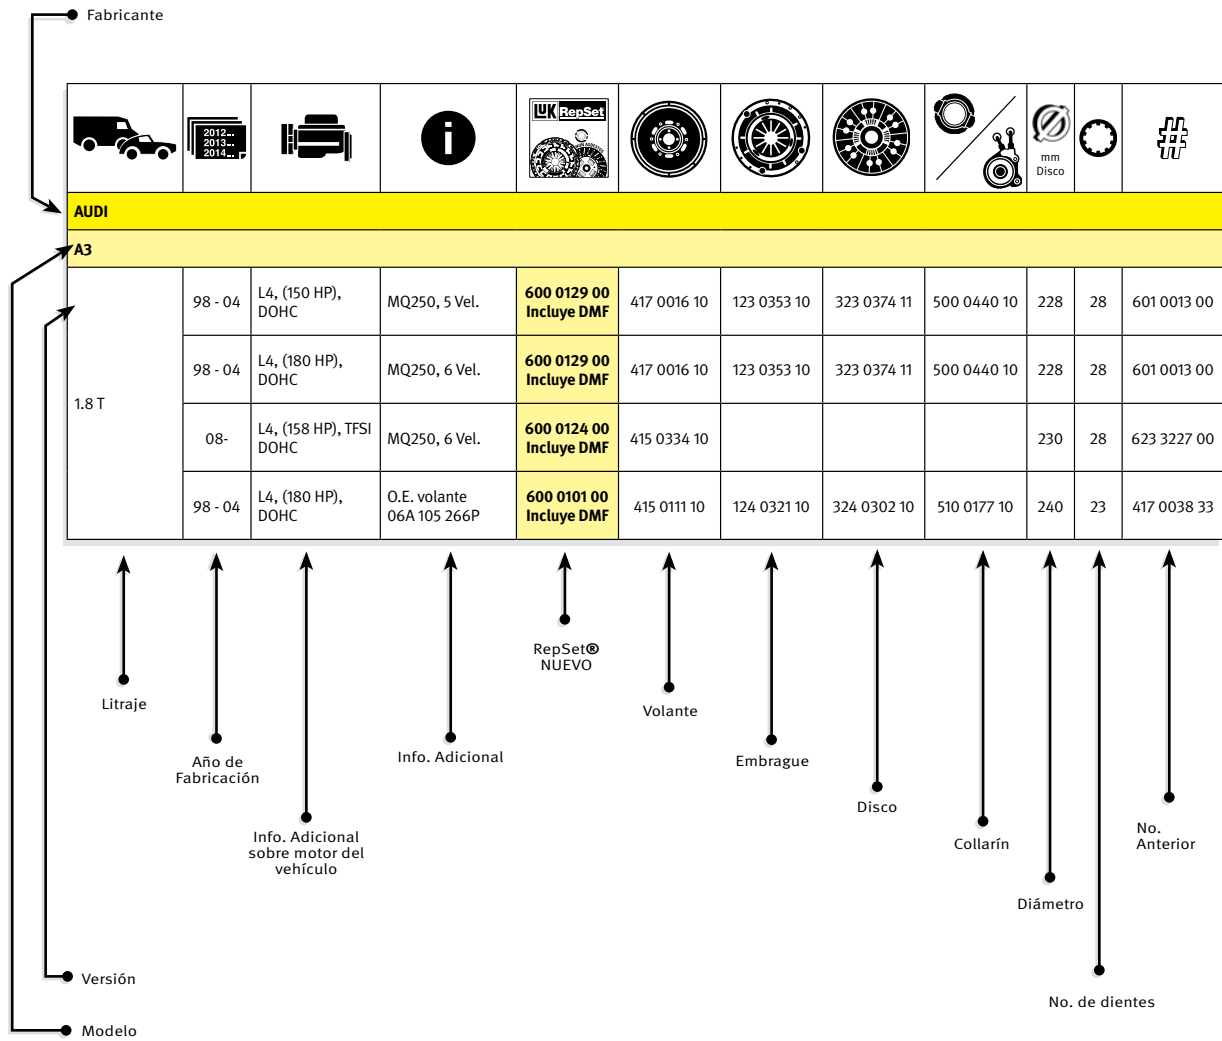 Fabricante
2012...
2013...
2014...
i
LUK RepSet
mm
Disco
#
AUDI
A3
1.8 T
98 - 04
L4, (150 HP),
DOHC
MQ250, 5 Vel.
600 0129 00
Incluye DMF
417 0016 10
123 0353 10
323 0374 11
500 0440 10
228
28
601 0013 00
98 - 04
L4, (180 HP),
DOHC
MQ250, 6 Vel.
600 0129 00
Incluye DMF
417 0016 10
123 0353 10
323 0374 11
500 0440 10
228
28
601 0013 00
08-
L4, (158 HP), TFSI
DOHC
MQ250, 6 Vel.
600 0124 00
Incluye DMF
415 0334 10
230
28
623 3227 00
98 - 04
L4, (180 HP),
DOHC
O.E. volante
06A 105 266P
600 0101 00
Incluye DMF
415 0111 10
124 0321 10
324 0302 10
510 0177 10
240
23
417 0038 33
Litraje
Año de
Fabricación
Info. Adicional
sobre motor del
vehículo
Info. Adicional
RepSet®
NUEVO
Volante
Embrague
Disco
Collarín
Diámetro
No. de dientes
No.
Anterior
Versión
Modelo